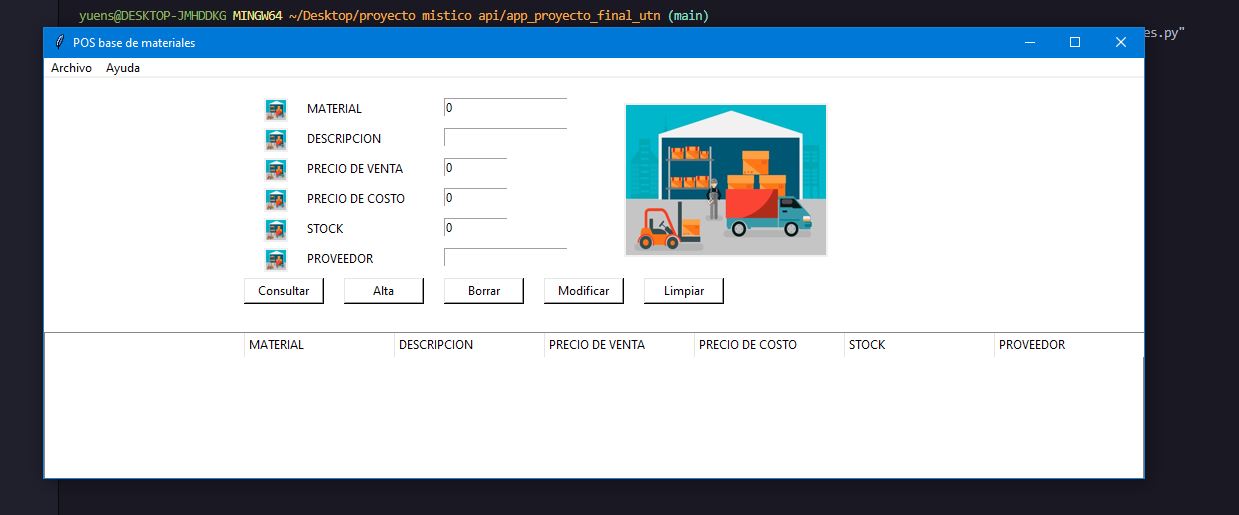 yuens@DESKTOP-JMHDDKG MINGW64 ~/Desktop/proyecto mistico api/app_proyecto_final_utn (main)
es.py"
POS base de materiales
Archivo Ayuda
MATERIAL 0
DESCRIPCION
PRECIO DE VENTA 0
PRECIO DE COSTO 0
STOCK 0
PROVEEDOR
Consultar Alta Borrar Modificar Limpiar
MATERIAL DESCRIPCION PRECIO DE VENTA PRECIO DE COSTO STOCK PROVEEDOR